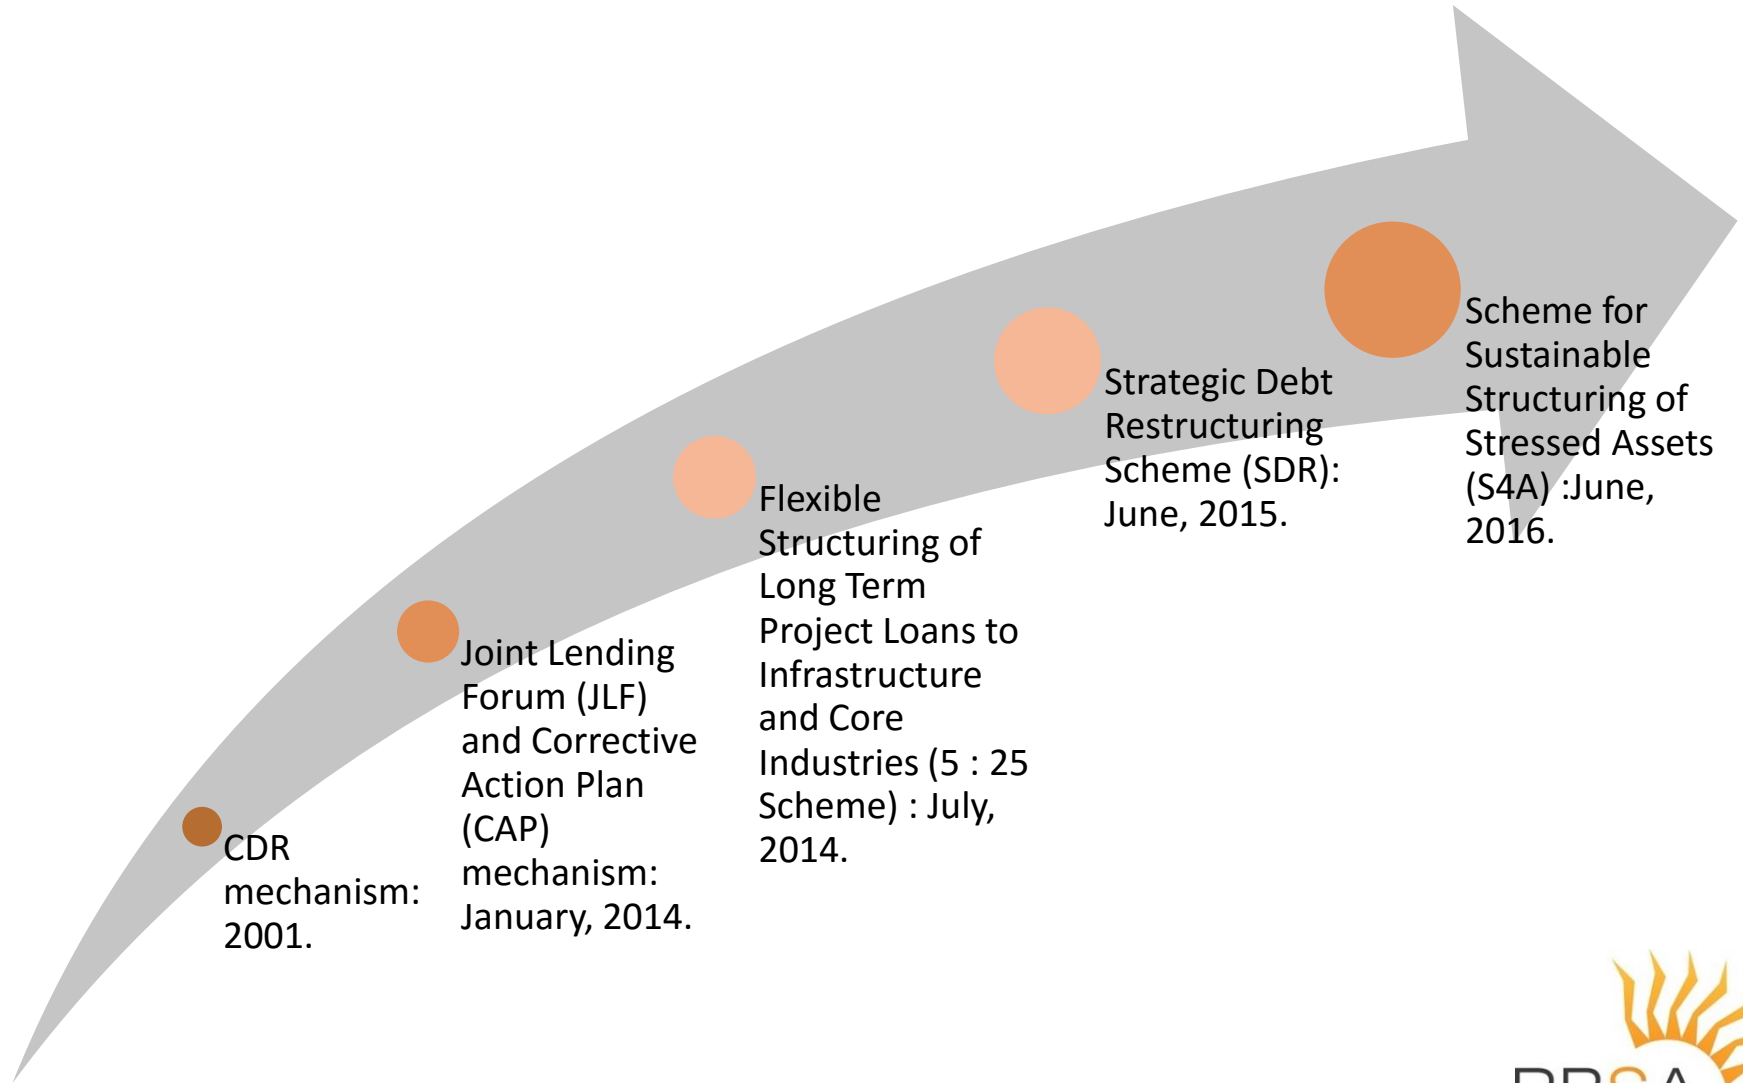 CDR
mechanism:
2001.
Joint Lending
Forum (JLF)
and Corrective
Action Plan
(CAP)
mechanism:
January, 2014.
Flexible
Structuring of
Long Term
Project Loans to
Infrastructure
and Core
Industries (5 : 25
Scheme) : July,
2014.
Strategic Debt
Restructuring
Scheme (SDR):
June, 2015.
Scheme for
Sustainable
Structuring of
Stressed Assets
(S4A) :June,
2016.